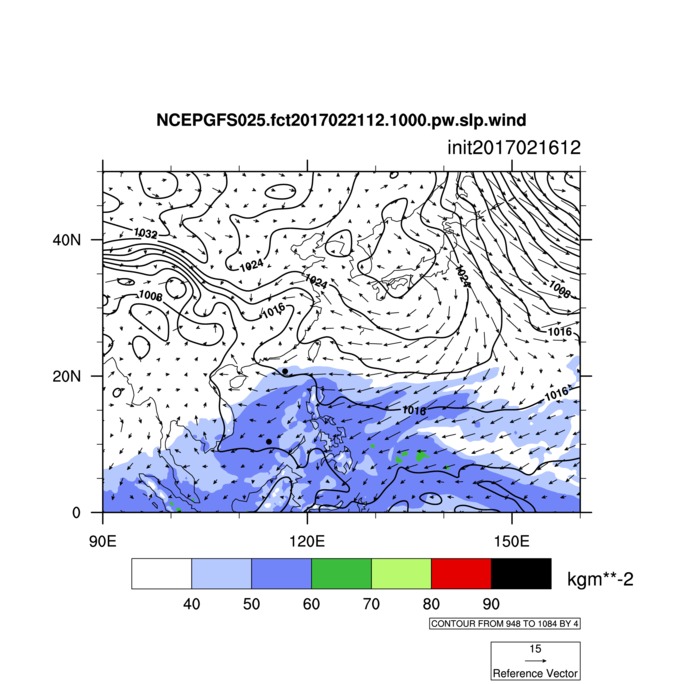 NCEPGFS025.fct2017022112.1000.pw.slp.wind
init2017021612
40N
20N
0
90E 120E 150E
1032
1024
1024
1008
1016
1024
1008
1016
1016
1016
40 50 60 70 80 90
kgm**-2
CONTOUR FROM 948 TO 1084 BY 4
15
Reference Vector